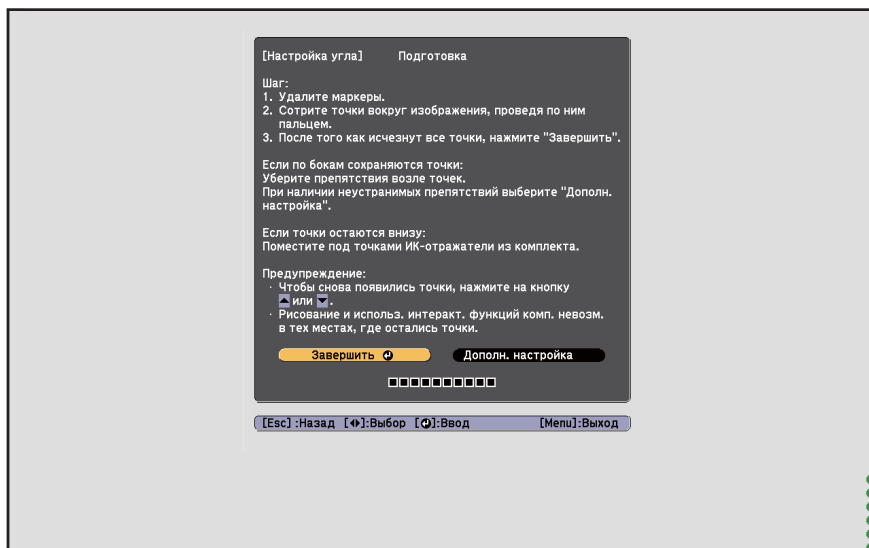 [Настройка угла] Подготовка
Шаг:
1. Удалите маркеры.
2. Сотрите точки вокруг изображения, проведя по ним
пальцем.
3. После того как исчезнут все точки, нажмите "Завершить".
Если по бокам сохраняются точки:
Уберите препятствия возле точек.
При наличии неустранимых препятствий выберите "Дополн.
настройка".
Если точки остаются внизу:
Поместите под точками ИК-отражатели из комплекта.
Предупреждение:
· Чтобы снова появились точки, нажмите на кнопку
▲ или ▼.
· Рисование и использ. интеракт. функций комп. невозм.
в тех местах, где остались точки.
Завершить Дополн. настройка
[Esc] :Назад [◆]:Выбор [⏎]:Ввод [Menu]:Выход